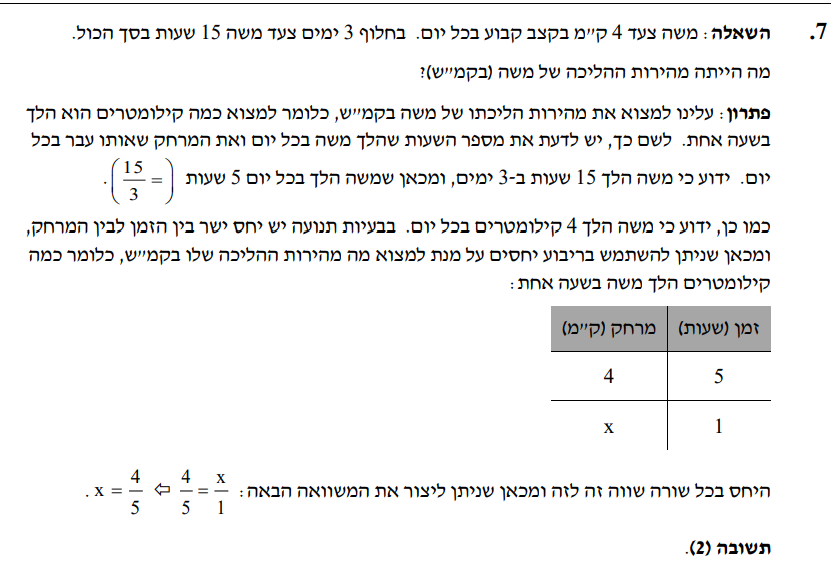 7. השאלה: משה צעד 4 ק״מ בקצב קבוע בכל יום. בחלוף 3 ימים צעד משה 15 שעות בסך הכול.
מה הייתה מהירות ההליכה של משה (בקמ״ש)?
פתרון: עלינו למצוא את מהירות הליכתו של משה בקמ״ש, כלומר למצוא כמה קילומטרים הוא הלך
בשעה אחת. לשם כך, יש לדעת את מספר השעות שהלך משה בכל יום ואת המרחק שאותו עבר בכל
יום. ידוע כי משה הלך 15 שעות ב-3 ימים, ומכאן שמשה הלך בכל יום 5 שעות (= 15/3).
כמו כן, ידוע כי משה הלך 4 קילומטרים בכל יום. בבעיות תנועה יש יחס ישר בין הזמן לבין המרחק,
ומכאן שניתן להשתמש בריבוע יחסים על מנת למצוא מה מהירות ההליכה שלו בקמ״ש, כלומר כמה
קילומטרים הלך משה בשעה אחת:
זמן (שעות) מרחק (ק״מ)
5 4
1 x
היחס בכל שורה שווה זה לזה ומכאן שניתן ליצור את המשוואה הבאה: 4/5 = x/1 ⇦ x = 4/5.
תשובה (2).